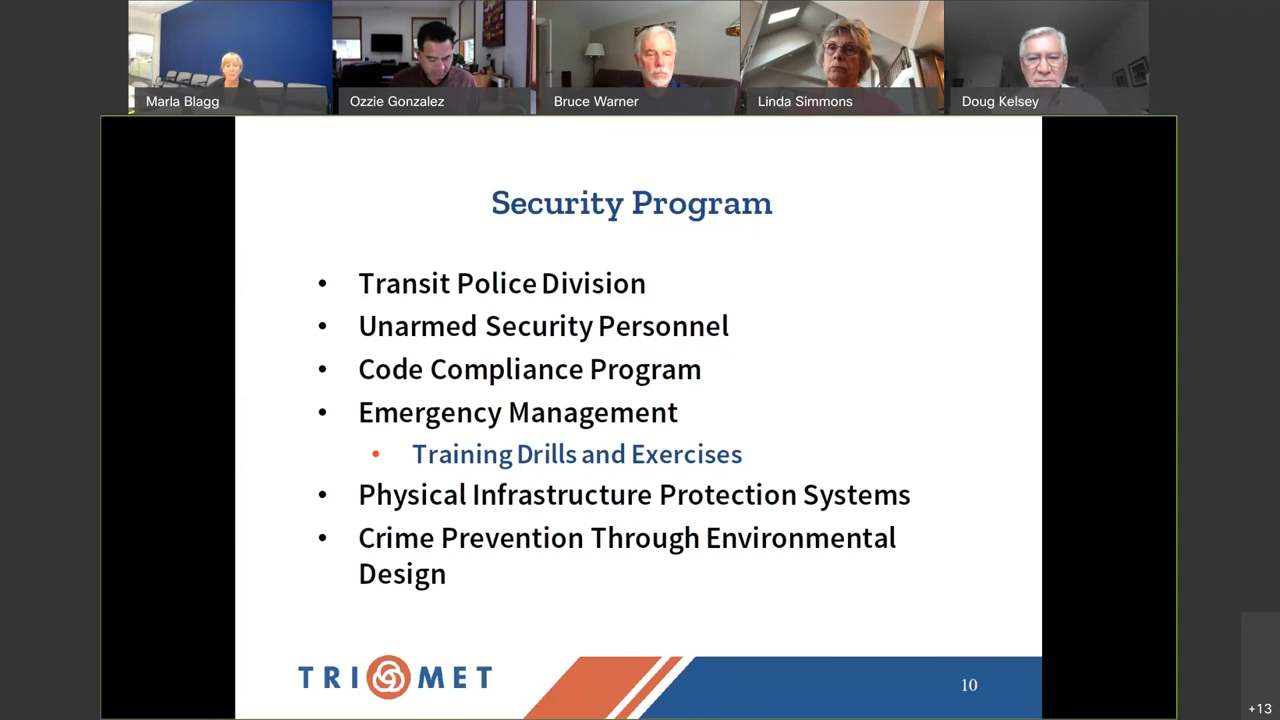 Marla Blagg
Ozzie Gonzalez
Bruce Warner
Linda Simmons
Doug Kelsey
Security Program
• Transit Police Division
• Unarmed Security Personnel
• Code Compliance Program
• Emergency Management
• Training Drills and Exercises
• Physical Infrastructure Protection Systems
• Crime Prevention Through Environmental
Design
TRI MET
10
+13